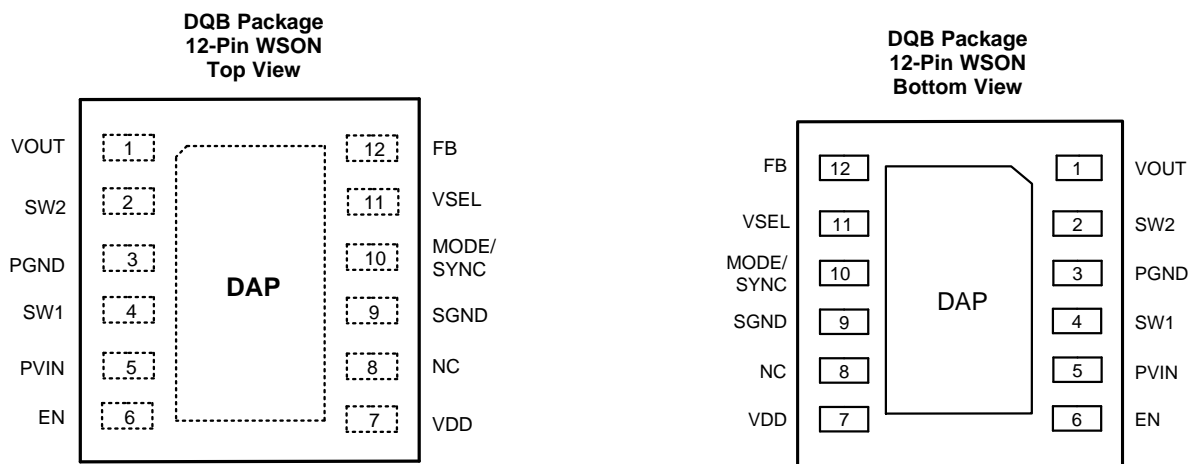 DQB Package
12-Pin WSON
Top View
VOUT 1 12 FB
SW2 2 11 VSEL
PGND 3 10 MODE/
SYNC
SW1 4 9 SGND
PVIN 5 8 NC
EN 6 7 VDD
DAP
DQB Package
12-Pin WSON
Bottom View
FB 12 1 VOUT
VSEL 11 2 SW2
MODE/
SYNC 10 3 PGND
SGND 9 4 SW1
NC 8 5 PVIN
VDD 7 6 EN
DAP